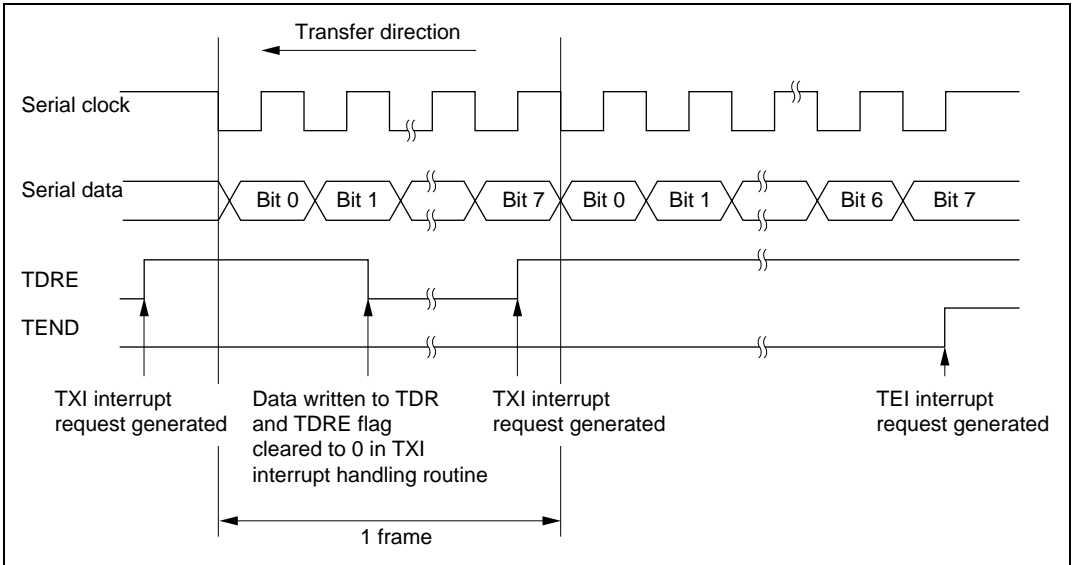 Transfer direction
Serial clock
Serial data
Bit 0
Bit 1
Bit 7
Bit 0
Bit 1
Bit 6
Bit 7
TDRE
TEND
TXI interrupt
request generated
Data written to TDR
and TDRE flag
cleared to 0 in TXI
interrupt handling routine
TXI interrupt
request generated
TEI interrupt
request generated
1 frame